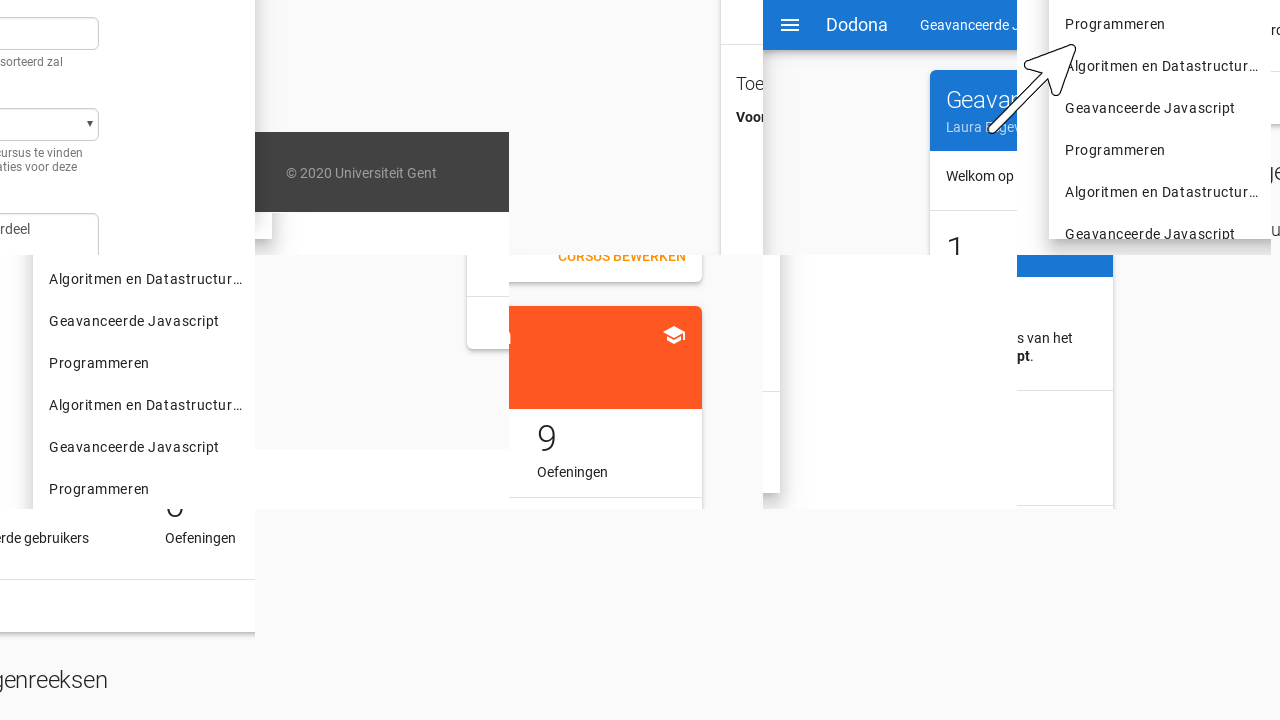 sorteerd zal
cursus te vinden
aties voor deze
rdeel
© 2020 Universiteit Gent
Toe
Voor
Dodona
Geavanceerde J
Geavan
Laura
Welkom op
1
Programmeren
Algoritmen en Datastructur…
Geavanceerde Javascript
Programmeren
Algoritmen en Datastructur…
Geavanceerde Javascript
Algoritmen en Datastructur…
Geavanceerde Javascript
Programmeren
Algoritmen en Datastructur…
Geavanceerde Javascript
Programmeren
CURSUS BEWERKEN
9
Oefeningen
s van het
pt.
erde gebruikers
Oefeningen
genreeksen